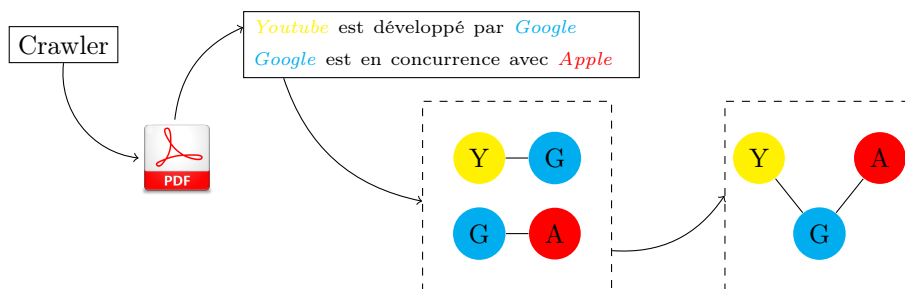 Crawler
PDF
Youtube est développé par Google
Google est en concurrence avec Apple
Y G
G A
Y A
G